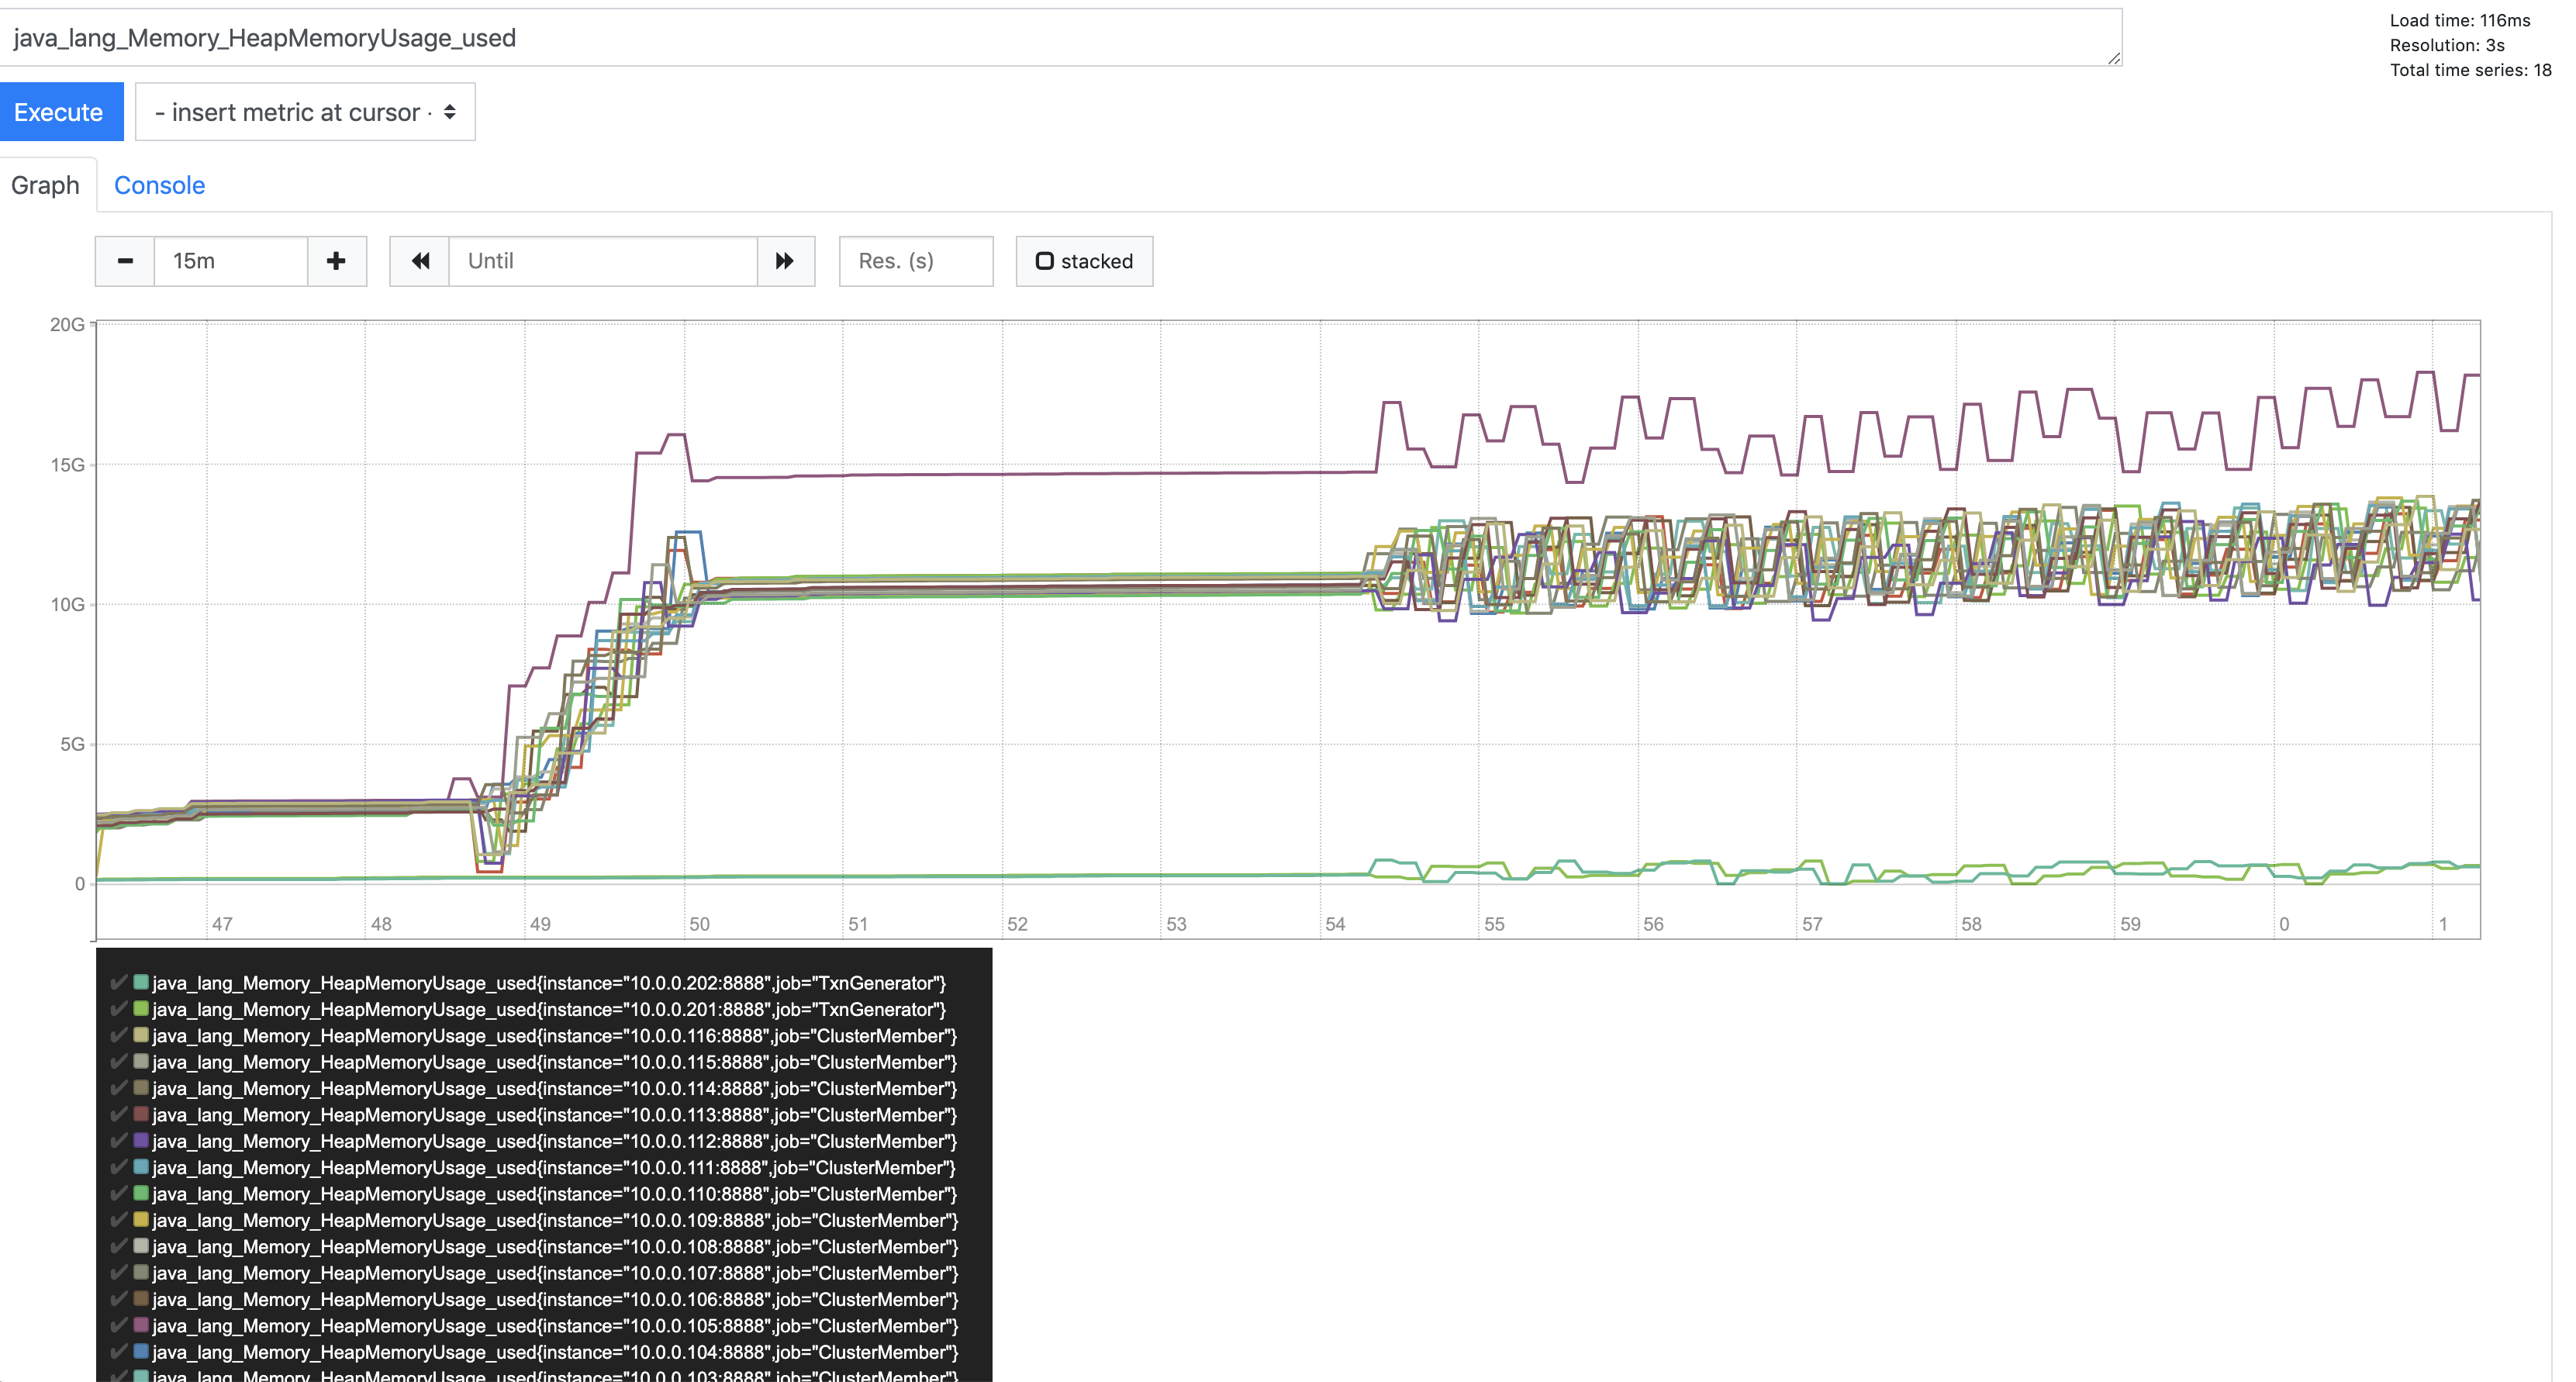 java_lang_Memory_HeapMemoryUsage_used
Load time: 116ms
Resolution: 3s
Total time series: 18
Execute
- insert metric at cursor -
Graph
Console
15m
Until
Res. (s)
stacked
20G
15G
10G
5G
0
47 48 49 50 51 52 53 54 55 56 57 58 59 0 1
java_lang_Memory_HeapMemoryUsage_used{instance="10.0.0.202:8888",job="TxnGenerator"}
java_lang_Memory_HeapMemoryUsage_used{instance="10.0.0.201:8888",job="TxnGenerator"}
java_lang_Memory_HeapMemoryUsage_used{instance="10.0.0.116:8888",job="ClusterMember"}
java_lang_Memory_HeapMemoryUsage_used{instance="10.0.0.115:8888",job="ClusterMember"}
java_lang_Memory_HeapMemoryUsage_used{instance="10.0.0.114:8888",job="ClusterMember"}
java_lang_Memory_HeapMemoryUsage_used{instance="10.0.0.113:8888",job="ClusterMember"}
java_lang_Memory_HeapMemoryUsage_used{instance="10.0.0.112:8888",job="ClusterMember"}
java_lang_Memory_HeapMemoryUsage_used{instance="10.0.0.111:8888",job="ClusterMember"}
java_lang_Memory_HeapMemoryUsage_used{instance="10.0.0.110:8888",job="ClusterMember"}
java_lang_Memory_HeapMemoryUsage_used{instance="10.0.0.109:8888",job="ClusterMember"}
java_lang_Memory_HeapMemoryUsage_used{instance="10.0.0.108:8888",job="ClusterMember"}
java_lang_Memory_HeapMemoryUsage_used{instance="10.0.0.107:8888",job="ClusterMember"}
java_lang_Memory_HeapMemoryUsage_used{instance="10.0.0.106:8888",job="ClusterMember"}
java_lang_Memory_HeapMemoryUsage_used{instance="10.0.0.105:8888",job="ClusterMember"}
java_lang_Memory_HeapMemoryUsage_used{instance="10.0.0.104:8888",job="ClusterMember"}
java_lang_Memory_HeapMemoryUsage_used{instance="10.0.0.103:8888",job="ClusterMember"}